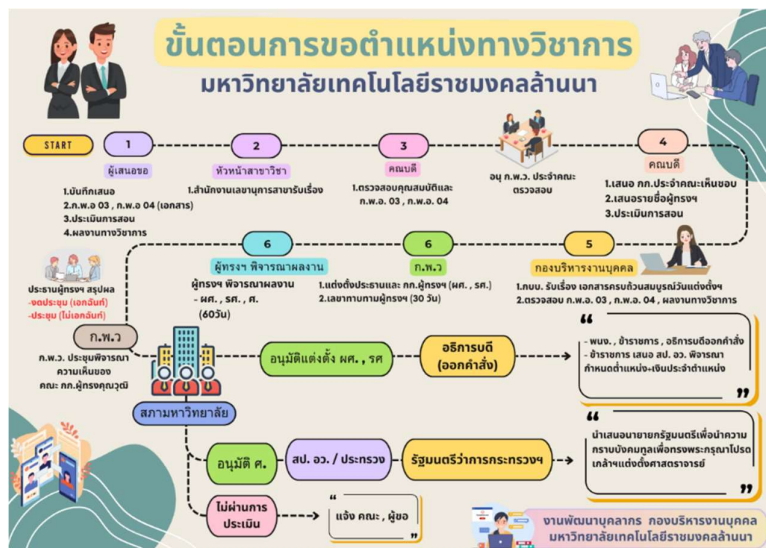 ขั้นตอนการขอตำแหน่งทางวิชาการ
มหาวิทยาลัยเทคโนโลยีราชมงคลล้านนา
START
1
ผู้เสนอขอ
1.บันทึกเสนอ
2.ก.พ.อ 03 , ก.พ.อ 04 (เอกสาร)
3.ประเมินการสอน
4.ผลงานทางวิชาการ
2
หัวหน้าสาขาวิชา
1.สำนักงานเลขานุการสาขารับเรื่อง
3
คณบดี
1.ตรวจสอบคุณสมบัติและ
ก.พ.อ. 03 , ก.พ.อ. 04
อนุ ก.พ.ว. ประจำคณะ
ตรวจสอบ
4
คณบดี
1.เสนอ กก.ประจำคณะเห็นชอบ
2.เสนอรายชื่อผู้ทรงฯ
3.ประเมินการสอน
5
กองบริหารงานบุคคล
1.กบบ. รับเรื่อง เอกสารครบถ้วนสมบูรณ์วันแต่งตั้งฯ
2.ตรวจสอบ ก.พ.อ. 03 , ก.พ.อ. 04 , ผลงานทางวิชาการ
6
ก.พ.ว
1.แต่งตั้งประธานและ กก.ผู้ทรงฯ (ผศ. , รศ.)
2.เลขาทาบทามผู้ทรงฯ (30 วัน)
6
ผู้ทรงฯ พิจารณาผลงาน
ผู้ทรงฯ พิจารณาผลงาน
- ผศ. , รศ. , ศ.
(60วัน)
ประธานผู้ทรงฯ สรุปผล
-งดประชุม (เอกฉันท์)
-ประชุม (ไม่เอกฉันท์)
ก.พ.ว
ก.พ.ว. ประชุมพิจารณา
ความเห็นของ
คณะ กก.ผู้ทรงคุณวุฒิ
สภามหาวิทยาลัย
อนุมัติแต่งตั้ง ผศ. , รศ
อธิการบดี
(ออกคำสั่ง)
- พนง. , ข้าราชการ , อธิการบดีออกคำสั่ง
- ข้าราชการ เสนอ สป. อว. พิจารณา
กำหนดตำแหน่ง-เงินประจำตำแหน่ง
อนุมัติ ศ.
สป. อว. / ประทรวง
รัฐมนตรีว่าการกระทรวงฯ
นำเสนอนายายกรัฐมนตรีเพื่อนำความ
กราบบังคมทูลเพื่อทรงพระกรุณาโปรด
เกล้าฯแต่งตั้งศาสตราจารย์
ไม่ผ่านการ
ประเมิน
แจ้ง คณะ , ผู้ขอ
งานพัฒนาบุคลากร กองบริหารงานบุคคล
มหาวิทยาลัยเทคโนโลยีราชมงคลล้านนา